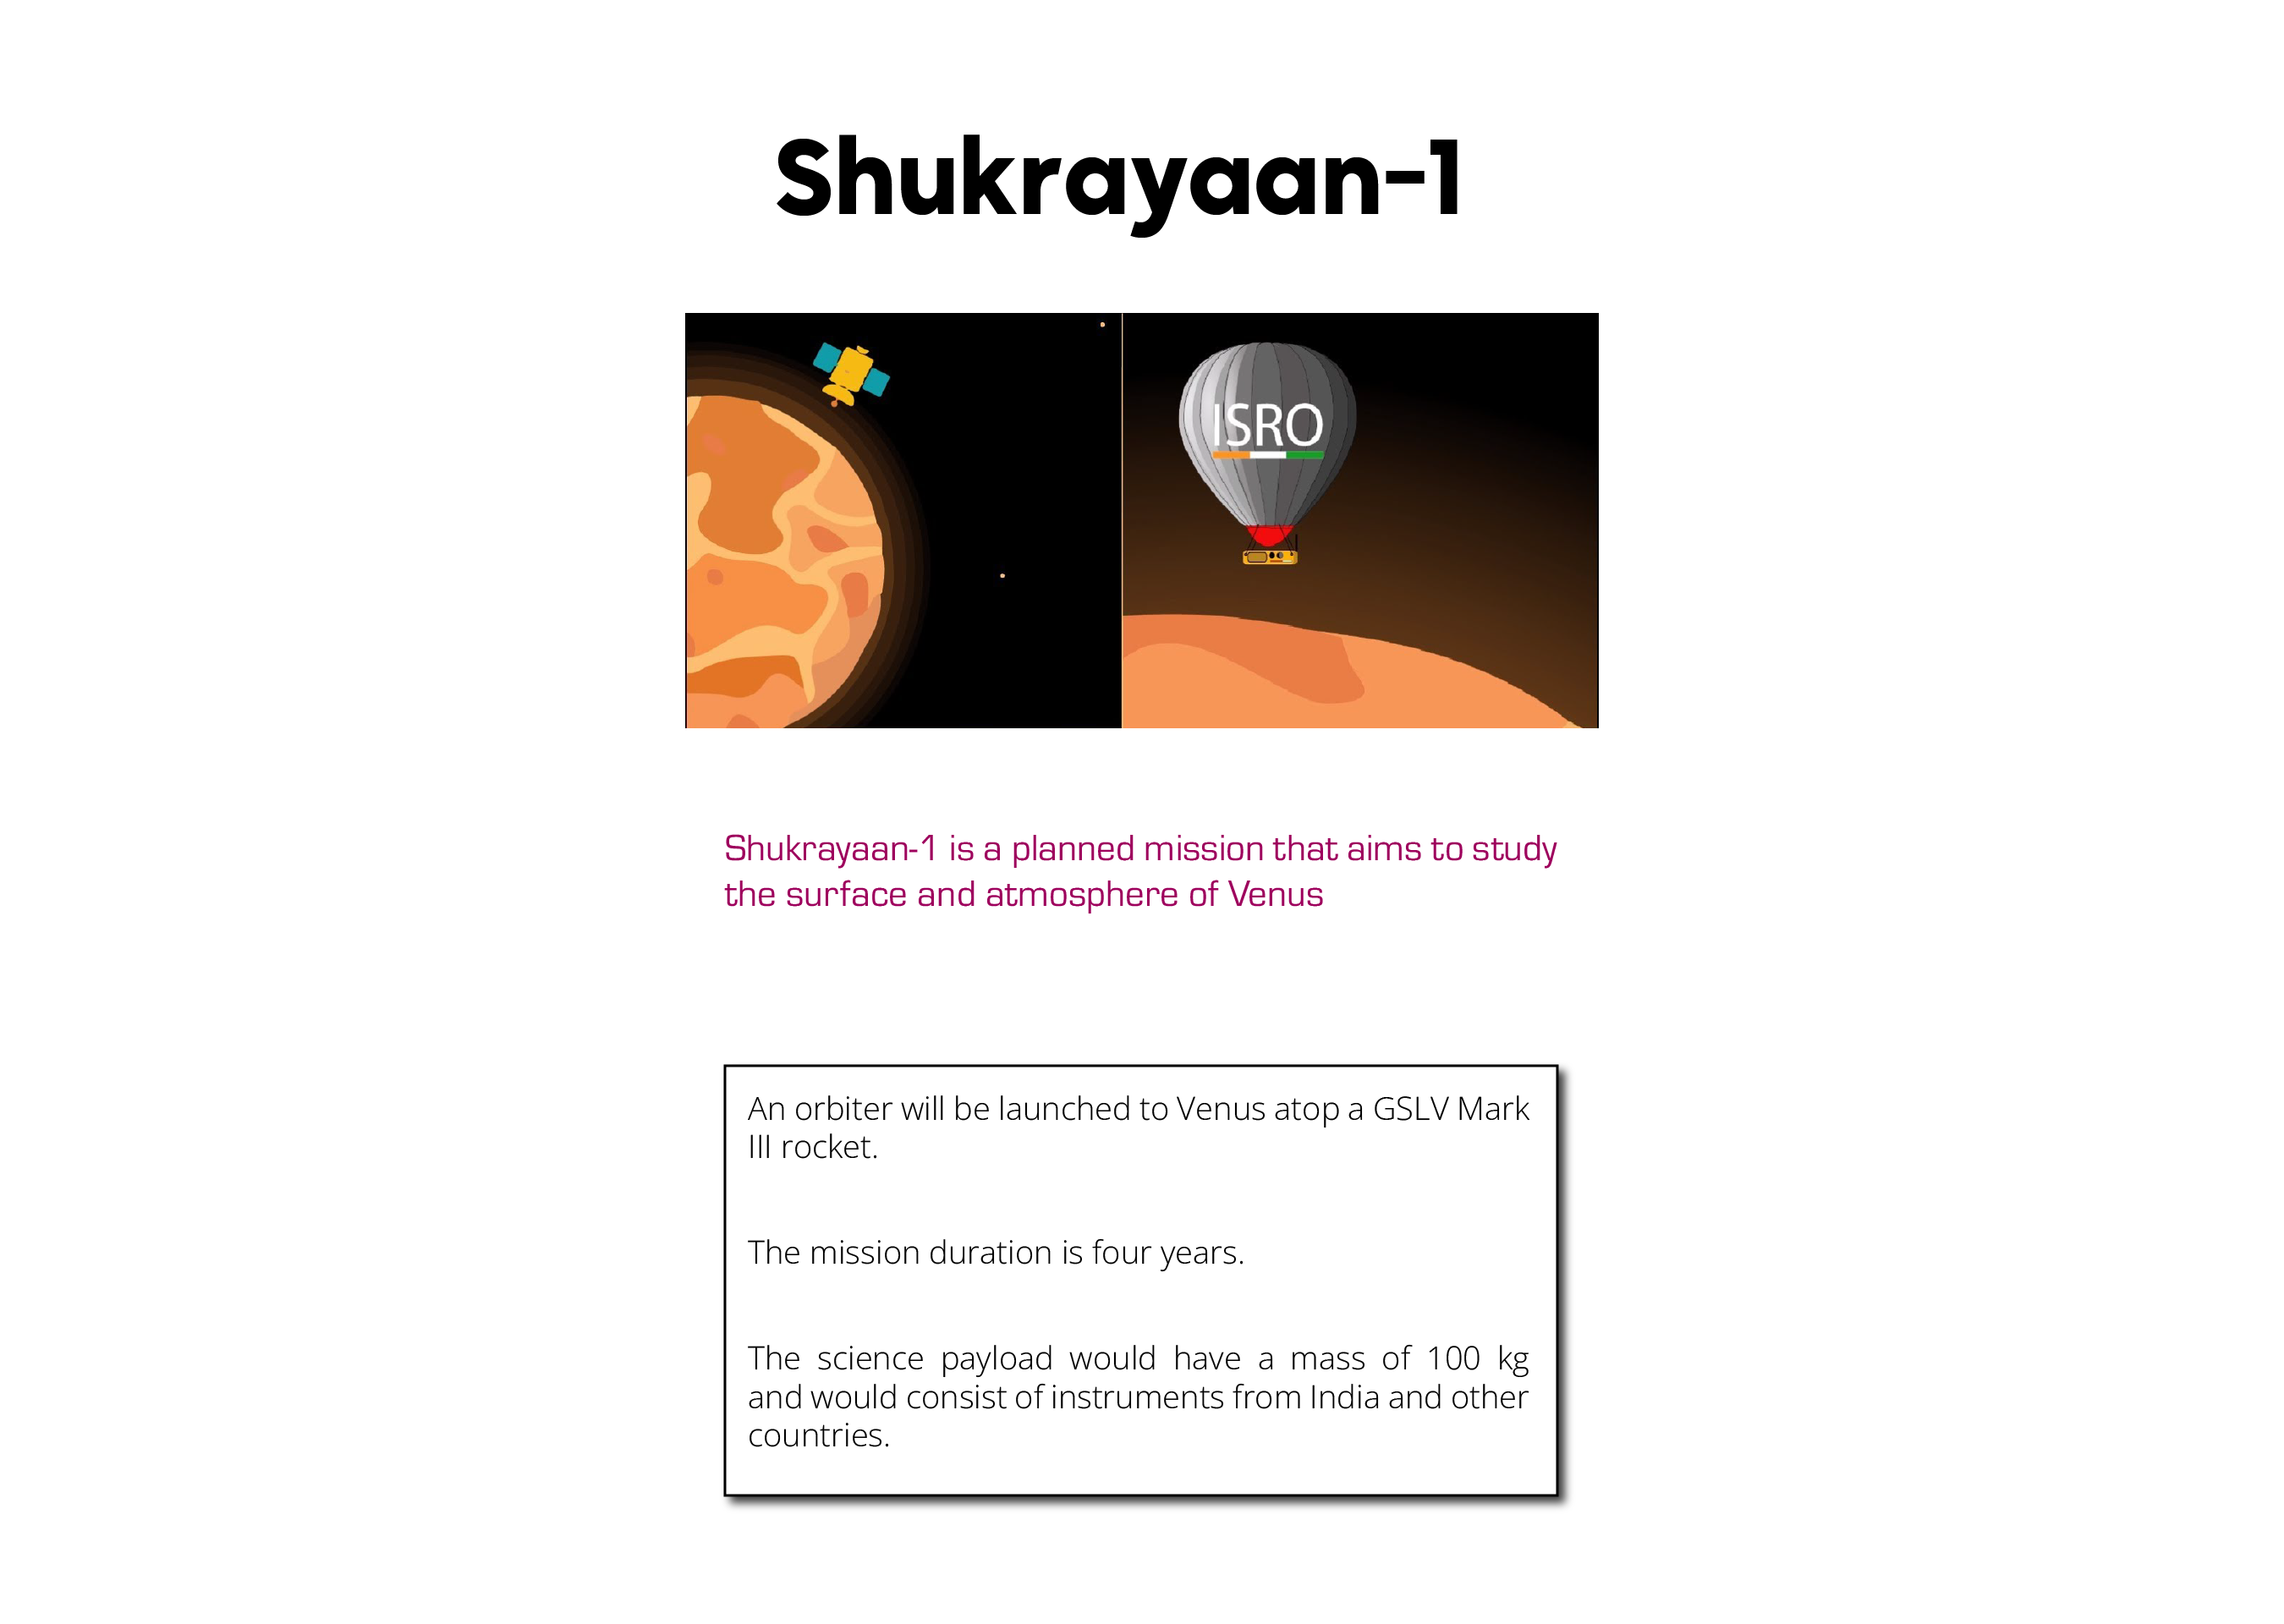 Shukrayaan-1
ISRO
Shukrayaan-1 is a planned mission that aims to study
the surface and atmosphere of Venus
An orbiter will be launched to Venus atop a GSLV Mark
III rocket.
The mission duration is four years.
The science payload would have a mass of 100 kg
and would consist of instruments from India and other
countries.